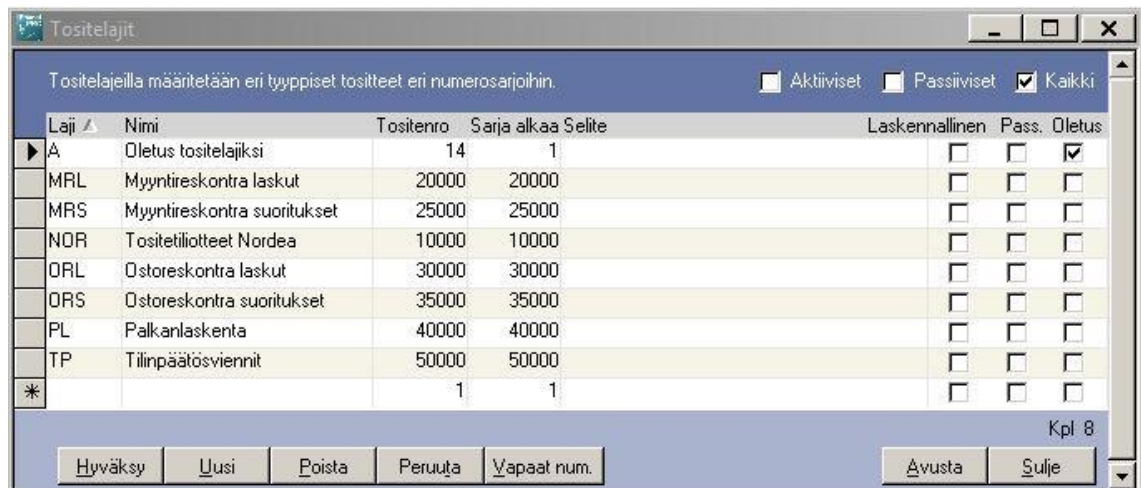 Tositelajit
Tositelajeilla määritetään eri tyyppiset tositteet eri numerosarjoihin. Aktiiviset Passiiviset Kaikki
Laji Nimi Tositenro Sarja alkaa Selite Laskennallinen Pass. Oletus
A Oletus tositelajiksi 14 1
MRL Myyntireskontra laskut 20000 20000
MRS Myyntireskontra suoritukset 25000 25000
NOR Tositetiliotteet Nordea 10000 10000
ORL Ostoreskontra laskut 30000 30000
ORS Ostoreskontra suoritukset 35000 35000
PL Palkanlaskenta 40000 40000
TP Tilinpäätösviennit 50000 50000
1 1
Kpl 8
Hyväksy Uusi Poista Peruuta Vapaat num. Avusta Sulje